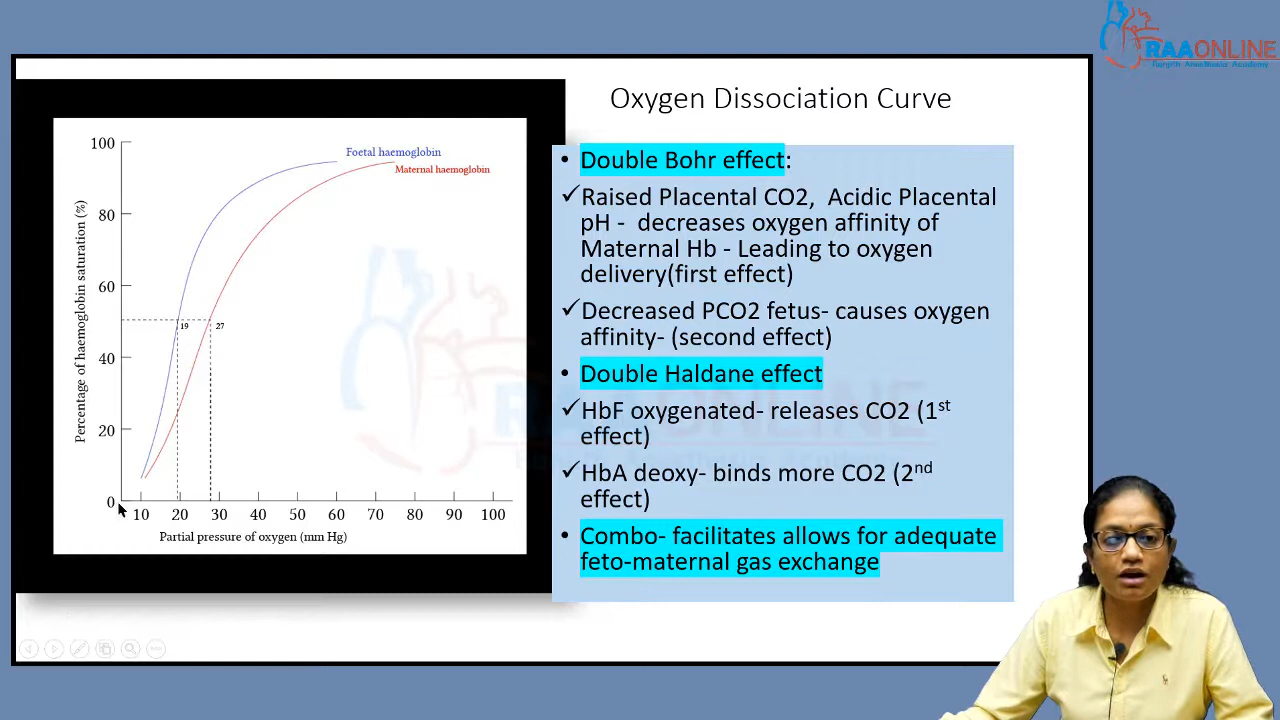 RAAONLINE
Ranjith Anaesthesia Academy
Oxygen Dissociation Curve
100
80
60
40
20
0
Percentage of haemoglobin saturation (%)
Foetal haemoglobin
Maternal haemoglobin
19
27
10 20 30 40 50 60 70 80 90 100
Partial pressure of oxygen (mm Hg)
• Double Bohr effect:
✓Raised Placental CO2, Acidic Placental
pH - decreases oxygen affinity of
Maternal Hb - Leading to oxygen
delivery(first effect)
✓Decreased PCO2 fetus- causes oxygen
affinity- (second effect)
• Double Haldane effect
✓HbF oxygenated- releases CO2 (1st
effect)
✓HbA deoxy- binds more CO2 (2nd
effect)
• Combo- facilitates allows for adequate
feto-maternal gas exchange